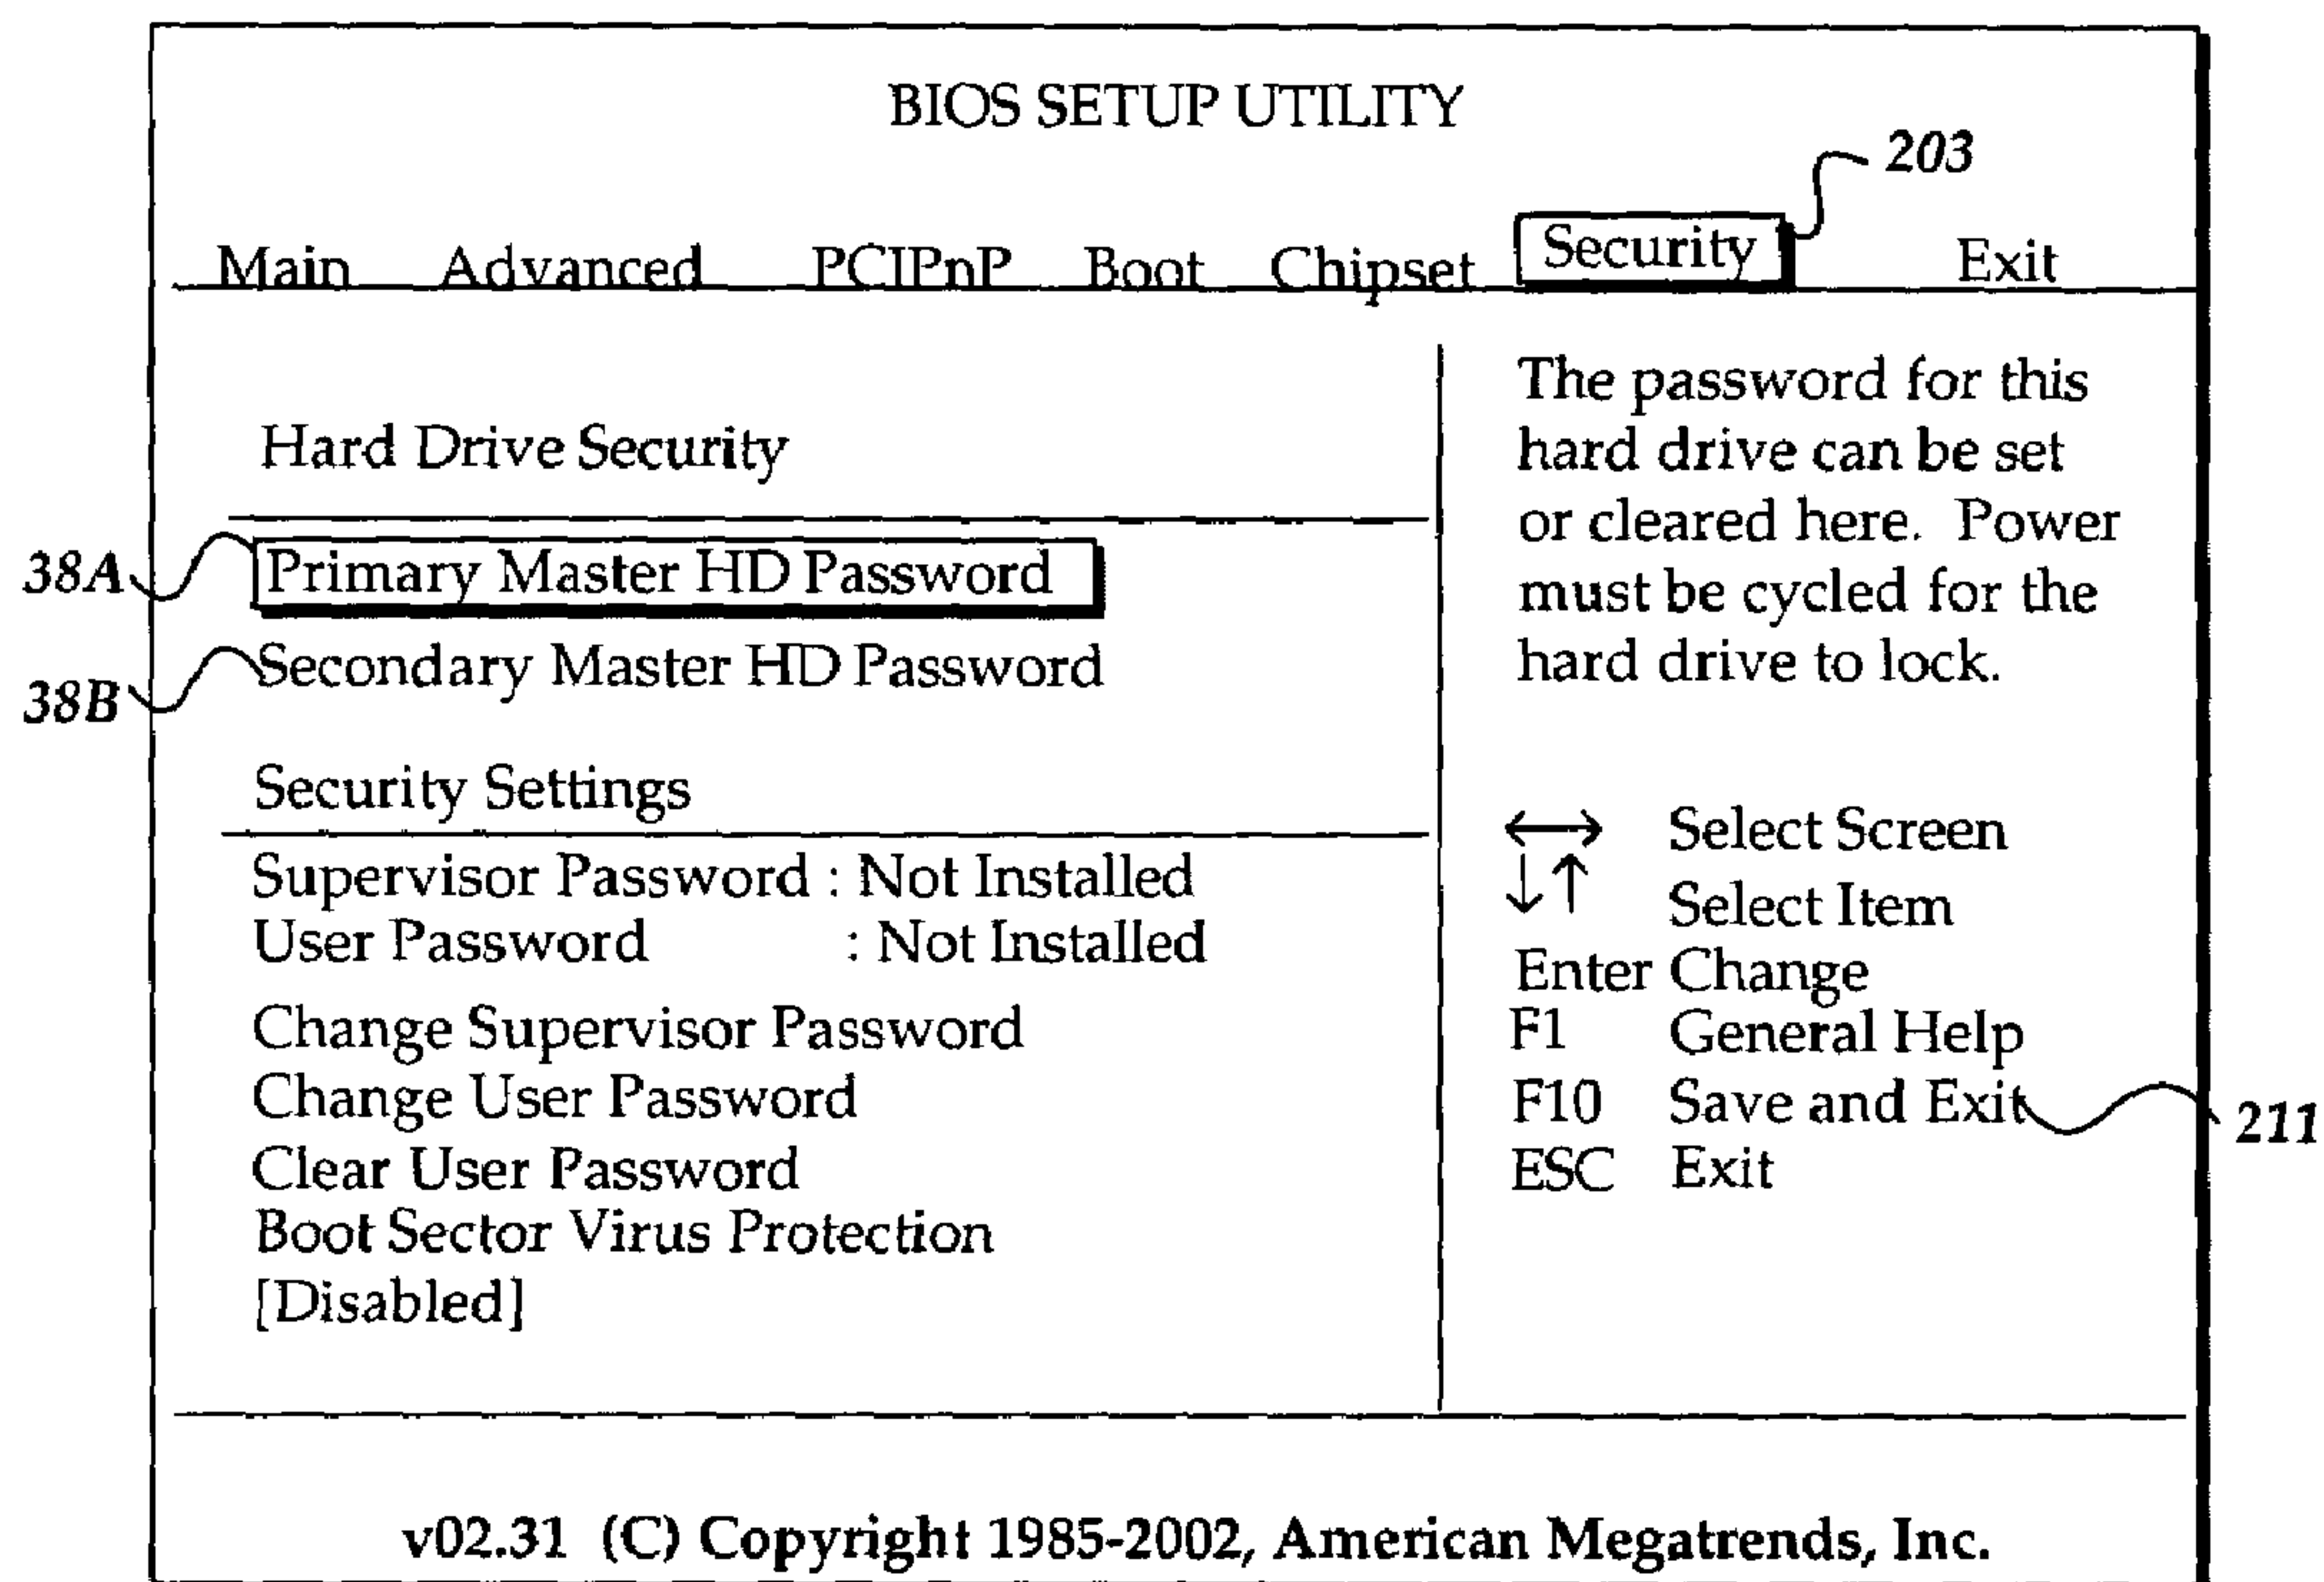 BIOS SETUP UTILITY
203
Main Advanced PCIPnP Boot Chipset Security Exit
Hard Drive Security
38A Primary Master HD Password
38B Secondary Master HD Password
Security Settings
Supervisor Password : Not Installed
User Password : Not Installed
Change Supervisor Password
Change User Password
Clear User Password
Boot Sector Virus Protection
[Disabled]
The password for this
hard drive can be set
or cleared here. Power
must be cycled for the
hard drive to lock.
↔ Select Screen
↓↑ Select Item
Enter Change
F1 General Help
F10 Save and Exit 211
ESC Exit
v02.31 (C) Copyright 1985-2002, American Megatrends, Inc.